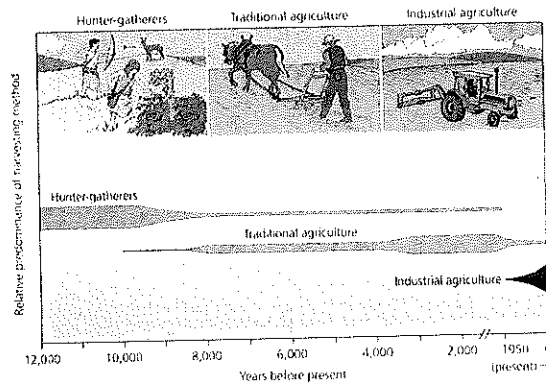 Hunter-gatherers
Traditional agriculture
Industrial agriculture
Relative predominance of harvesting method
Hunter-gatherers
Traditional agriculture
Industrial agriculture
12,000 10,000 8,000 6,000 4,000 2,000 1950
(present)
Years before present